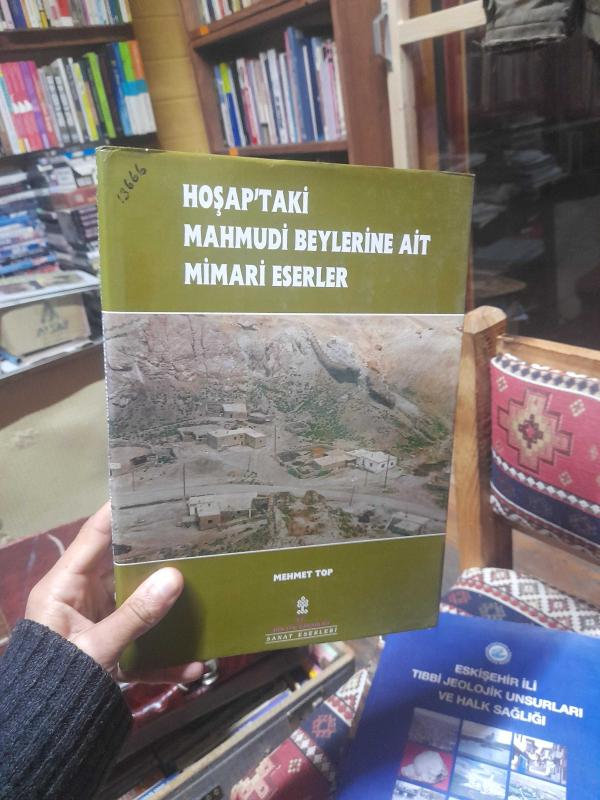 13666
HOŞAP'TAKİ
MAHMUDİ BEYLERİNE AİT
MİMARİ ESERLER
MEHMET TOP
SANAT ESERLERİ
ESKİŞEHİR İLİ
TIBBİ JEOLOJİK UNSURLARI
VE HALK SAĞLIĞI